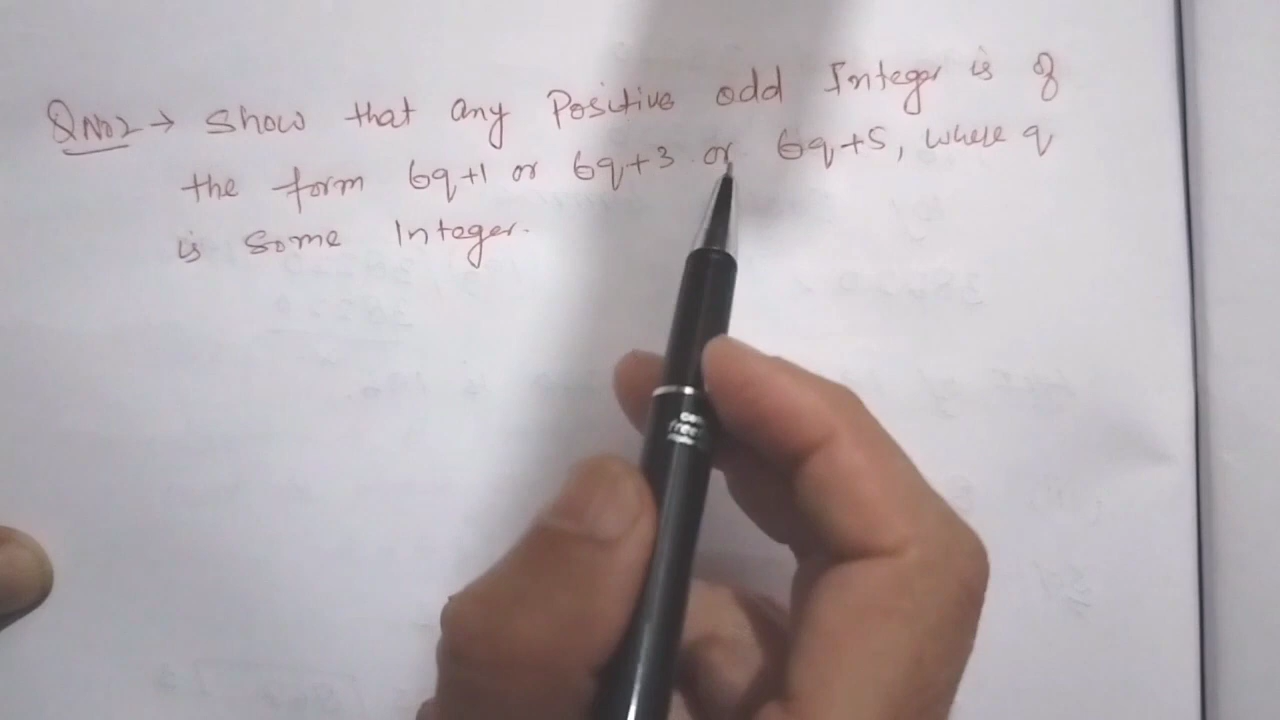 QNo2→ Show that any Positive odd Integer is of
the form 6q+1 or 6q+3 or 6q+5, where q
is some Integer.